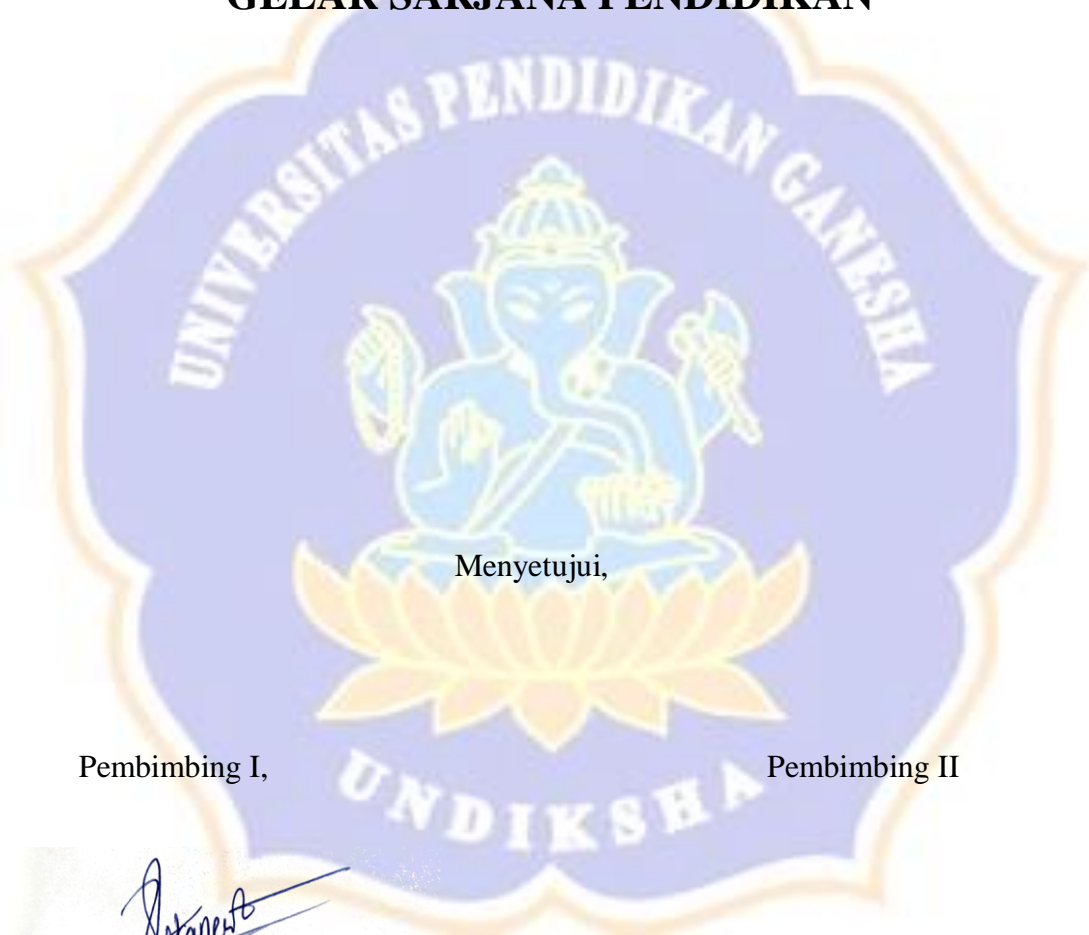 GELAR SARJANA PENDIDIKAN
UNIVERSITAS PENDIDIKAN GANESHA
Menyetujui,
Pembimbing I,
Pembimbing II
UNDIKSHA